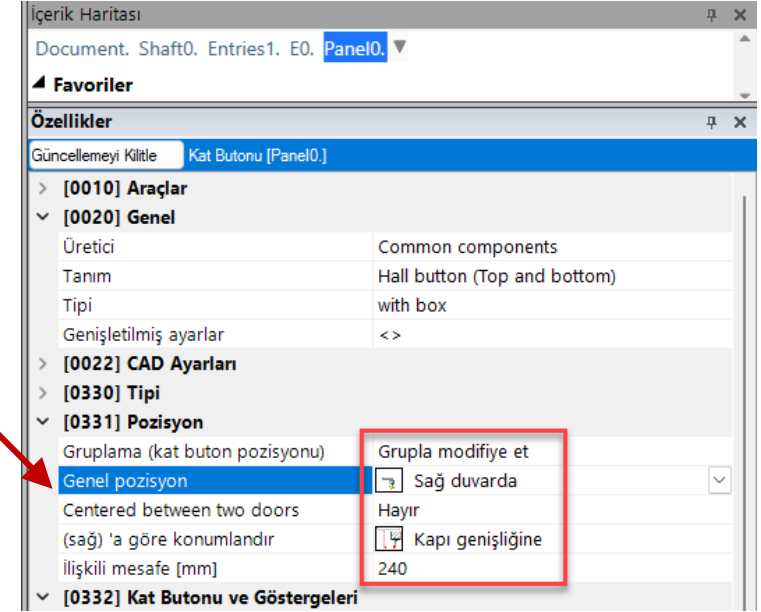 İçerik Haritası
Document. Shaft0. Entries1. E0. Panel0.
Favoriler
Özellikler
Güncellemeyi Kilitle Kat Butonu [Panel0.]
[0010] Araçlar
[0020] Genel
Üretici Common components
Tanım Hall button (Top and bottom)
Tipi with box
Genişletilmiş ayarlar <>
[0022] CAD Ayarları
[0330] Tipi
[0331] Pozisyon
Gruplama (kat buton pozisyonu) Grupla modifiye et
Genel pozisyon Sağ duvarda
Centered between two doors Hayır
(sağ) 'a göre konumlandır Kapı genişliğine
İlişkili mesafe [mm] 240
[0332] Kat Butonu ve Göstergeleri